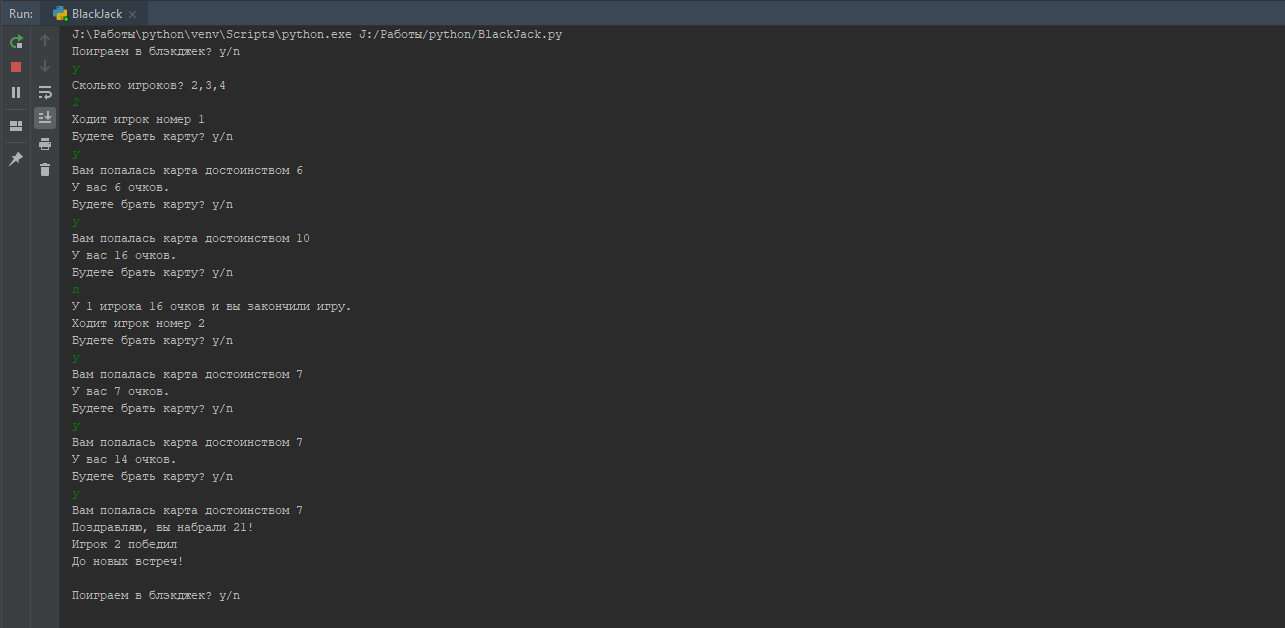 Run: BlackJack
J:\Работы\python\venv\Scripts\python.exe J:/Работы/python/BlackJack.py
Поиграем в блэкджек? y/n
y
Сколько игроков? 2,3,4
2
Ходит игрок номер 1
Будете брать карту? y/n
y
Вам попалась карта достоинством 6
У вас 6 очков.
Будете брать карту? y/n
y
Вам попалась карта достоинством 10
У вас 16 очков.
Будете брать карту? y/n
n
У 1 игрока 16 очков и вы закончили игру.
Ходит игрок номер 2
Будете брать карту? y/n
y
Вам попалась карта достоинством 7
У вас 7 очков.
Будете брать карту? y/n
y
Вам попалась карта достоинством 7
У вас 14 очков.
Будете брать карту? y/n
y
Вам попалась карта достоинством 7
Поздравляю, вы набрали 21!
Игрок 2 победил
До новых встреч!
Поиграем в блэкджек? y/n